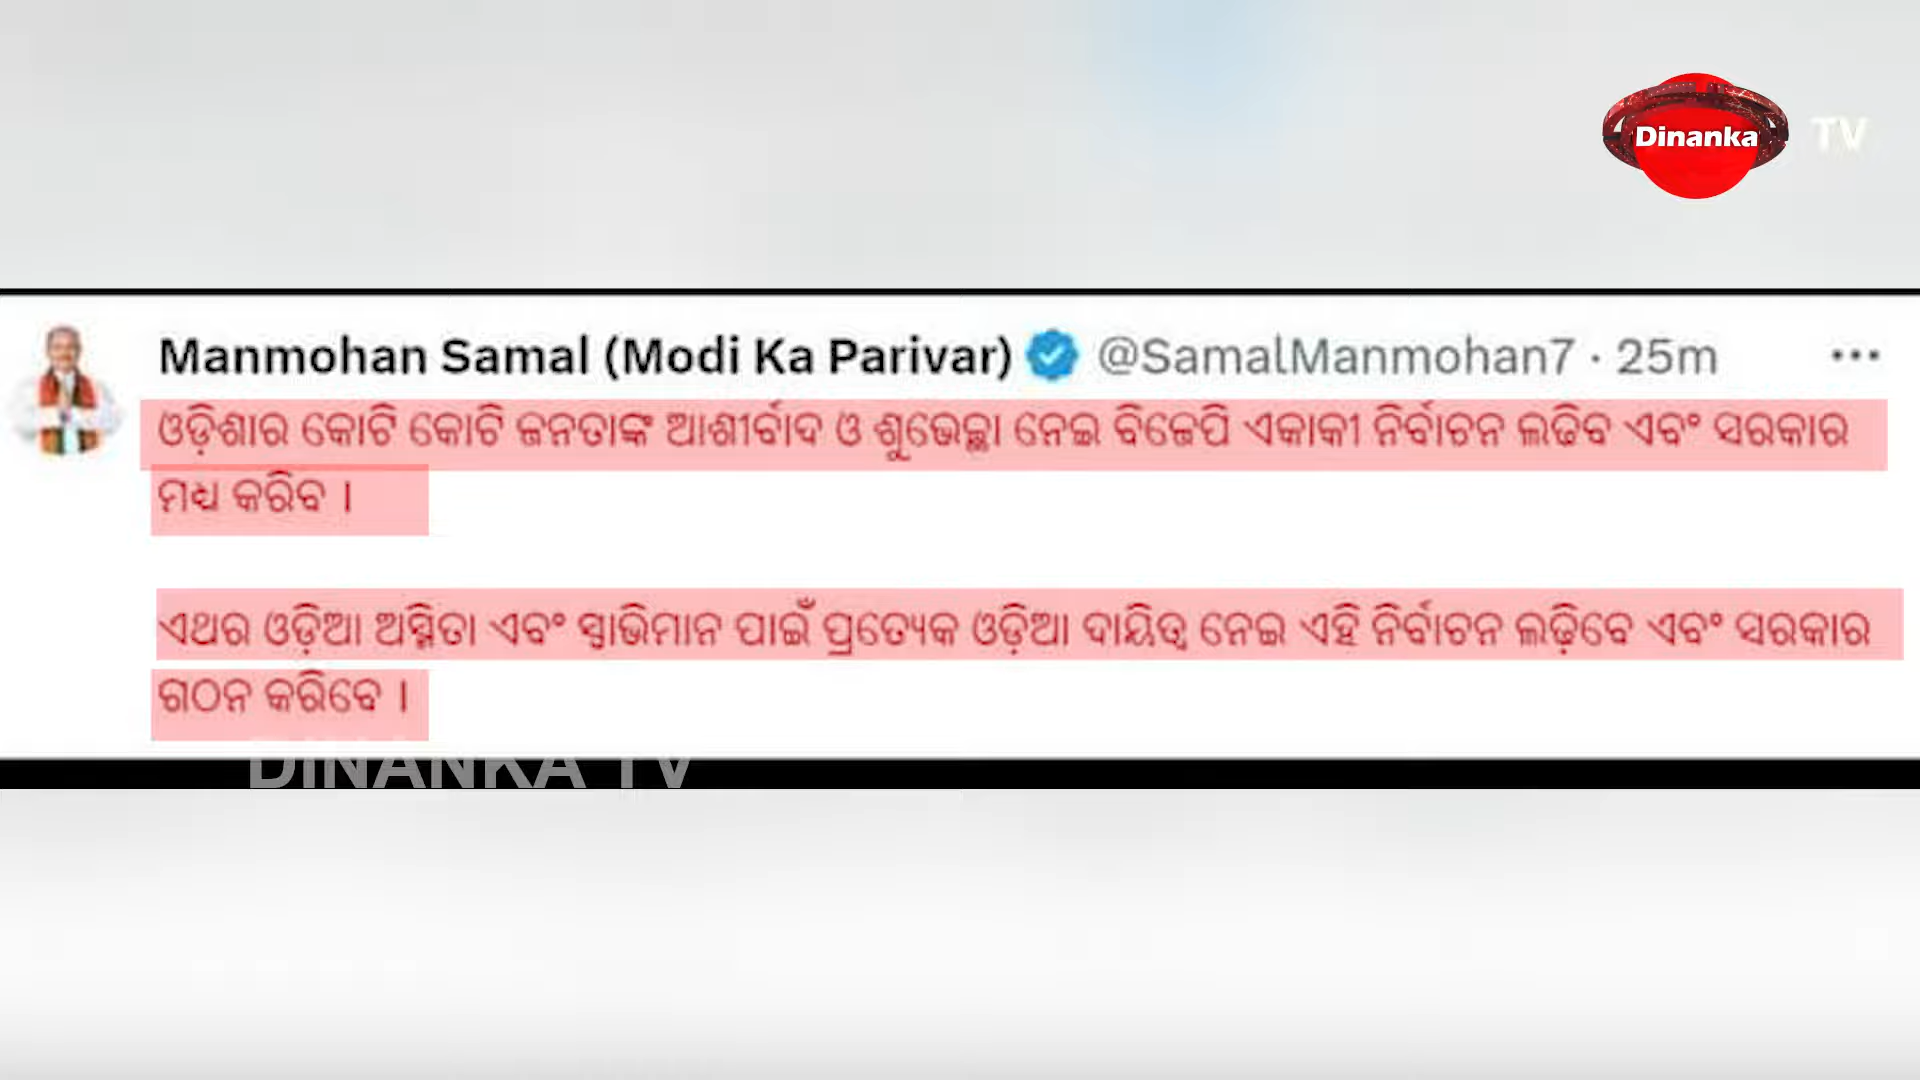 Dinanka TV
Manmohan Samal (Modi Ka Parivar) @SamalManmohan7 · 25m
ଓଡ଼ିଶାର କୋଟି କୋଟି ଜନତାଙ୍କ ଆଶୀର୍ବାଦ ଓ ଶୁଭେଚ୍ଛା ନେଇ ବିଜେପି ଏକାକୀ ନିର୍ବାଚନ ଲଢିବ ଏବଂ ସରକାର
ମଧ୍ୟ କରିବ ।
ଏଥର ଓଡ଼ିଆ ଅସ୍ମିତା ଏବଂ ସ୍ୱାଭିମାନ ପାଇଁ ପ୍ରତ୍ୟେକ ଓଡ଼ିଆ ଦାୟିତ୍ୱ ନେଇ ଏହି ନିର୍ବାଚନ ଲଢ଼ିବେ ଏବଂ ସରକାର
ଗଠନ କରିବେ ।
DINANKA TV